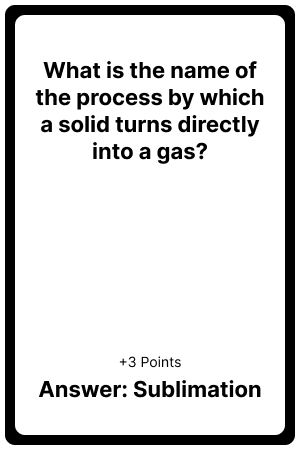 What is the name of
the process by which
a solid turns directly
into a gas?
+3 Points
Answer: Sublimation